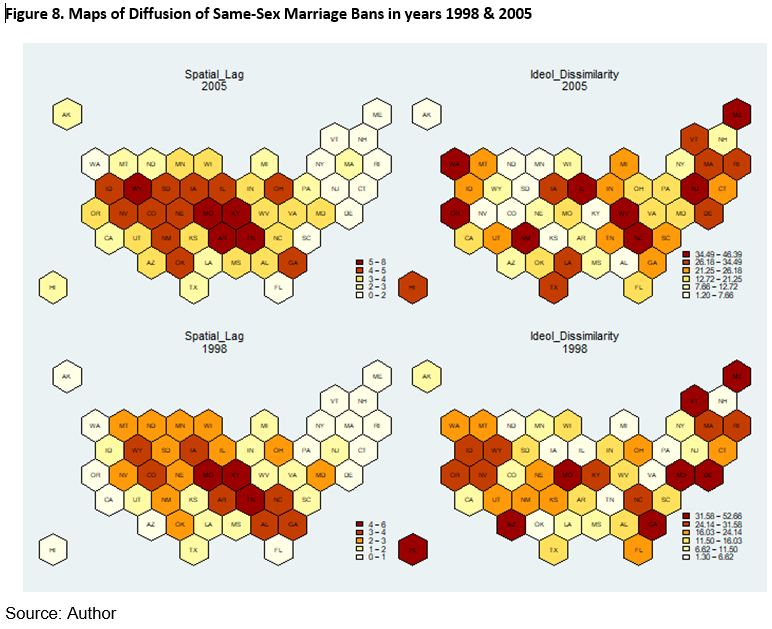 Figure 8. Maps of Diffusion of Same-Sex Marriage Bans in years 1998 & 2005
Spatial_Lag
2005
AK ME
VT NH
WA MT ND MN WI MI NY MA RI
ID WY SD IA IL IN OH PA NJ CT
OR NV CO NE MO KY WV VA MD DE
CA UT NM KS AR TN NC SC
AZ OK LA MS AL GA
HI TX FL
5 – 8
4 – 5
3 – 4
2 – 3
0 – 2
Ideol_Dissimilarity
2005
AK ME
VT NH
WA MT ND MN WI MI NY MA RI
ID WY SD IA IL IN OH PA NJ CT
OR NV CO NE MO KY WV VA MD DE
CA UT NM KS AR TN NC SC
AZ OK LA MS AL GA
HI TX FL
34.49 – 46.39
26.18 – 34.49
21.25 – 26.18
12.72 – 21.25
7.66 – 12.72
1.20 – 7.66
Spatial_Lag
1998
AK ME
VT NH
WA MT ND MN WI MI NY MA RI
ID WY SD IA IL IN OH PA NJ CT
OR NV CO NE MO KY WV VA MD DE
CA UT NM KS AR TN NC SC
AZ OK LA MS AL GA
HI TX FL
4 – 6
3 – 4
2 – 3
1 – 2
0 – 1
Ideol_Dissimilarity
1998
AK ME
VT NH
WA MT ND MN WI MI NY MA RI
ID WY SD IA IL IN OH PA NJ CT
OR NV CO NE MO KY WV VA MD DE
CA UT NM KS AR TN NC SC
AZ OK LA MS AL GA
HI TX FL
31.58 – 52.66
24.14 – 31.58
16.03 – 24.14
11.50 – 16.03
6.62 – 11.50
1.30 – 6.62
Source: Author